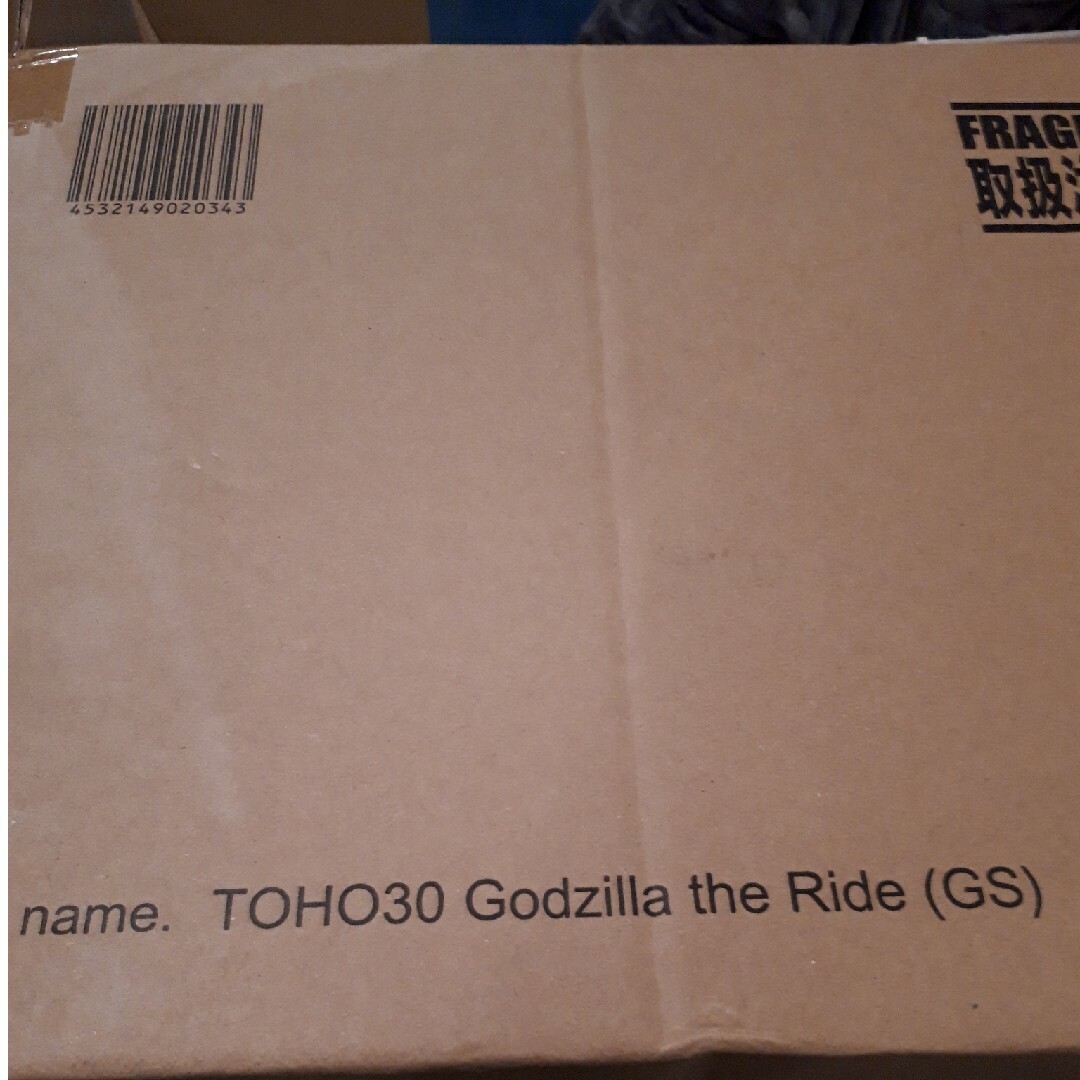 4532149020343
FRAG
取扱
name. TOHO30 Godzilla the Ride (GS)